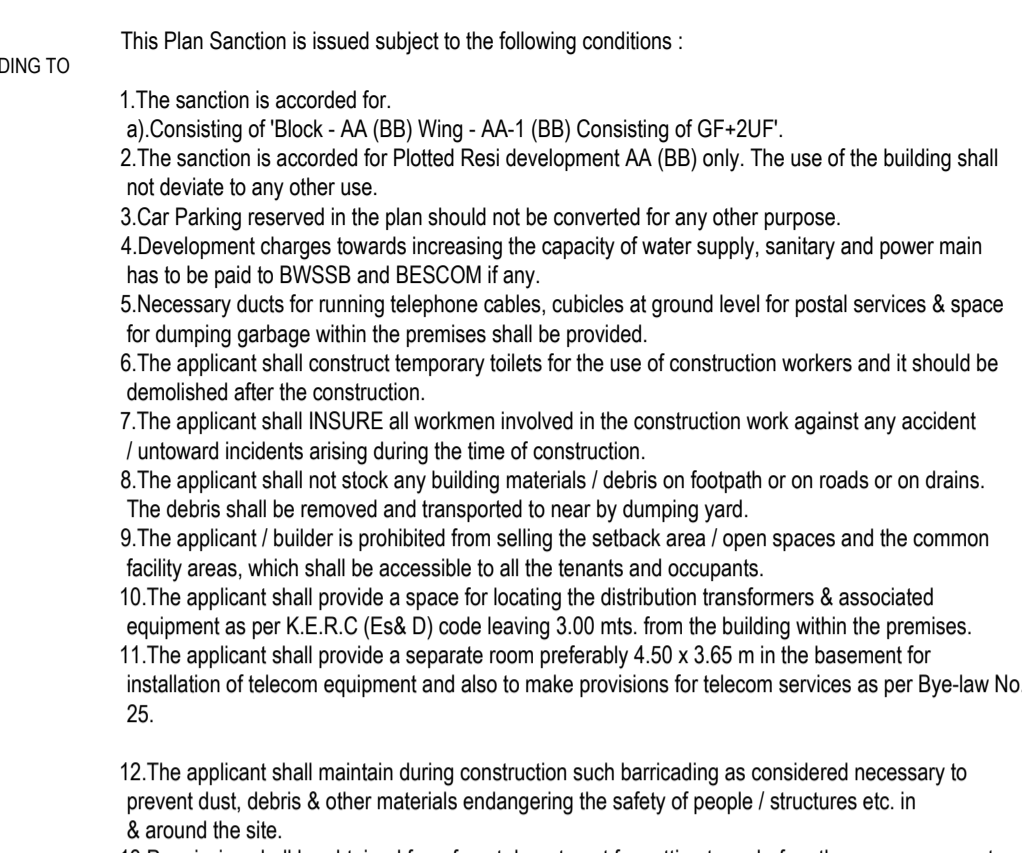 This Plan Sanction is issued subject to the following conditions :
DING TO
1.The sanction is accorded for.
a).Consisting of 'Block - AA (BB) Wing - AA-1 (BB) Consisting of GF+2UF'.
2.The sanction is accorded for Plotted Resi development AA (BB) only. The use of the building shall
not deviate to any other use.
3.Car Parking reserved in the plan should not be converted for any other purpose.
4.Development charges towards increasing the capacity of water supply, sanitary and power main
has to be paid to BWSSB and BESCOM if any.
5.Necessary ducts for running telephone cables, cubicles at ground level for postal services & space
for dumping garbage within the premises shall be provided.
6.The applicant shall construct temporary toilets for the use of construction workers and it should be
demolished after the construction.
7.The applicant shall INSURE all workmen involved in the construction work against any accident
/ untoward incidents arising during the time of construction.
8.The applicant shall not stock any building materials / debris on footpath or on roads or on drains.
The debris shall be removed and transported to near by dumping yard.
9.The applicant / builder is prohibited from selling the setback area / open spaces and the common
facility areas, which shall be accessible to all the tenants and occupants.
10.The applicant shall provide a space for locating the distribution transformers & associated
equipment as per K.E.R.C (Es& D) code leaving 3.00 mts. from the building within the premises.
11.The applicant shall provide a separate room preferably 4.50 x 3.65 m in the basement for
installation of telecom equipment and also to make provisions for telecom services as per Bye-law No.
25.
12.The applicant shall maintain during construction such barricading as considered necessary to
prevent dust, debris & other materials endangering the safety of people / structures etc. in
& around the site.